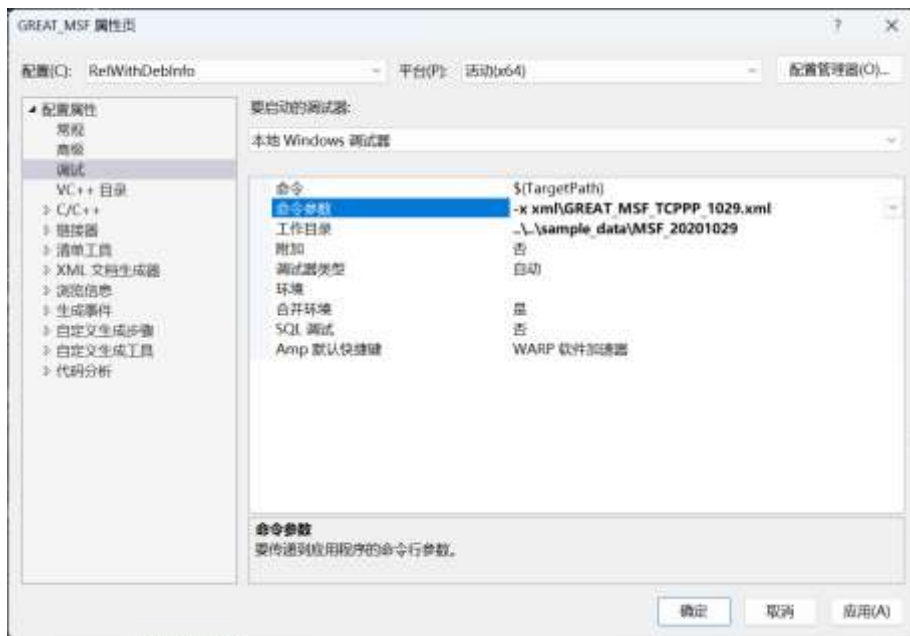 GREAT_MSF 属性页
?
配置(C): RelWithDebInfo 平台(P): 活动(x64) 配置管理器(O)...
配置属性
常规
高级
调试
VC++ 目录
C/C++
链接器
清单工具
XML 文档生成器
浏览信息
生成事件
自定义生成步骤
自定义生成工具
代码分析
要启动的调试器:
本地 Windows 调试器
命令 $(TargetPath)
命令参数 -x xml\GREAT_MSF_TCPPP_1029.xml
工作目录 ..\..\sample_data\MSF_20201029
附加 否
调试器类型 自动
环境
合并环境 是
SQL 调试 否
Amp 默认快捷键 WARP 软件加速器
命令参数
要传递到应用程序的命令行参数。
确定 取消 应用(A)